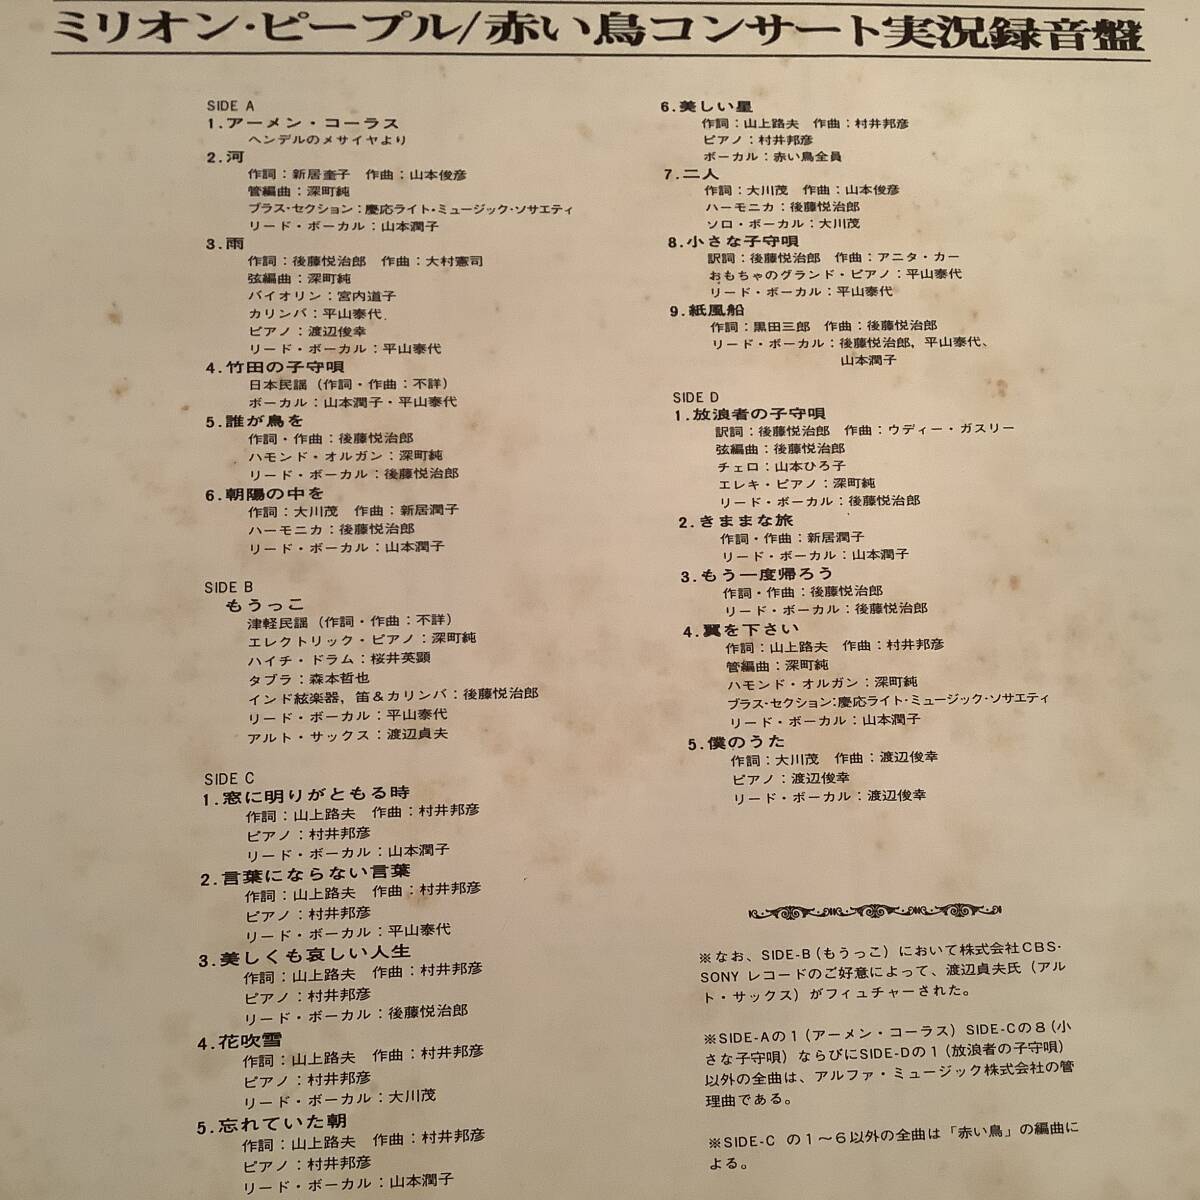 ミリオン・ピープル/赤い鳥コンサート実況録音盤
SIDE A
1.アーメン・コーラス
ヘンデルのメサイヤより
2.河
作詞：新居奎子 作曲：山本俊彦
管編曲：深町純
ブラス・セクション：慶応ライト・ミュージック・ソサエティ
リード・ボーカル：山本潤子
3.雨
作詞：後藤悦治郎 作曲：大村憲司
弦編曲：深町純
バイオリン：宮内道子
カリンバ：平山泰代
ピアノ：渡辺俊幸
リード・ボーカル：平山泰代
4.竹田の子守唄
日本民謡（作詞・作曲：不詳）
ボーカル：山本潤子・平山泰代
5.誰が鳥を
作詞・作曲：後藤悦治郎
ハモンド・オルガン：深町純
リード・ボーカル：後藤悦治郎
6.朝陽の中を
作詞：大川茂 作曲：新居潤子
ハーモニカ：後藤悦治郎
リード・ボーカル：山本潤子
SIDE B
もうっこ
津軽民謡（作詞・作曲：不詳）
エレクトリック・ピアノ：深町純
ハイチ・ドラム：桜井英顕
タブラ：森本哲也
インド絃楽器，笛＆カリンバ：後藤悦治郎
リード・ボーカル：平山泰代
アルト・サックス：渡辺貞夫
SIDE C
1.窓に明りがともる時
作詞：山上路夫 作曲：村井邦彦
ピアノ：村井邦彦
リード・ボーカル：山本潤子
2.言葉にならない言葉
作詞：山上路夫 作曲：村井邦彦
ピアノ：村井邦彦
リード・ボーカル：平山泰代
3.美しくも哀しい人生
作詞：山上路夫 作曲：村井邦彦
ピアノ：村井邦彦
リード・ボーカル：後藤悦治郎
4.花吹雪
作詞：山上路夫 作曲：村井邦彦
ピアノ：村井邦彦
リード・ボーカル：大川茂
5.忘れていた朝
作詞：山上路夫 作曲：村井邦彦
ピアノ：村井邦彦
リード・ボーカル：山本潤子
6.美しい星
作詞：山上路夫 作曲：村井邦彦
ピアノ：村井邦彦
ボーカル：赤い鳥全員
7.二人
作詞：大川茂 作曲：山本俊彦
ハーモニカ：後藤悦治郎
ソロ・ボーカル：大川茂
8.小さな子守唄
訳詞：後藤悦治郎 作曲：アニタ・カー
おもちゃのグランド・ピアノ：平山泰代
リード・ボーカル：平山泰代
9.紙風船
作詞：黒田三郎 作曲：後藤悦治郎
リード・ボーカル：後藤悦治郎，平山泰代、
山本潤子
SIDE D
1.放浪者の子守唄
訳詞：後藤悦治郎 作曲：ウディー・ガスリー
弦編曲：後藤悦治郎
チェロ：山本ひろ子
エレキ・ピアノ：深町純
リード・ボーカル：後藤悦治郎
2.きままな旅
作詞・作曲：新居潤子
リード・ボーカル：山本潤子
3.もう一度帰ろう
作詞・作曲：後藤悦治郎
リード・ボーカル：後藤悦治郎
4.翼を下さい
作詞：山上路夫 作曲：村井邦彦
管編曲：深町純
ハモンド・オルガン：深町純
ブラス・セクション：慶応ライト・ミュージック・ソサエティ
リード・ボーカル：山本潤子
5.僕のうた
作詞：大川茂 作曲：渡辺俊幸
ピアノ：渡辺俊幸
リード・ボーカル：渡辺俊幸
※なお、SIDE-B（もうっこ）において株式会社CBS・
SONY レコードのご好意によって、渡辺貞夫氏（アル
ト・サックス）がフィュチャーされた。
※SIDE-Aの1（アーメン・コーラス）SIDE-Cの8（小
さな子守唄）ならびにSIDE-Dの1（放浪者の子守唄）
以外の全曲は、アルファ・ミュージック株式会社の管
理曲である。
※SIDE-C の1〜6以外の全曲は「赤い鳥」の編曲に
よる。